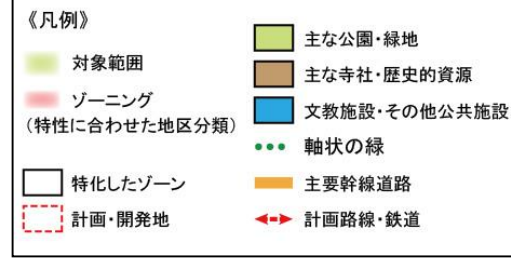 《凡例》
対象範囲
ゾーニング
(特性に合わせた地区分類)
特化したゾーン
計画・開発地
主な公園・緑地
主な寺社・歴史的資源
文教施設・その他公共施設
軸状の緑
主要幹線道路
計画路線・鉄道